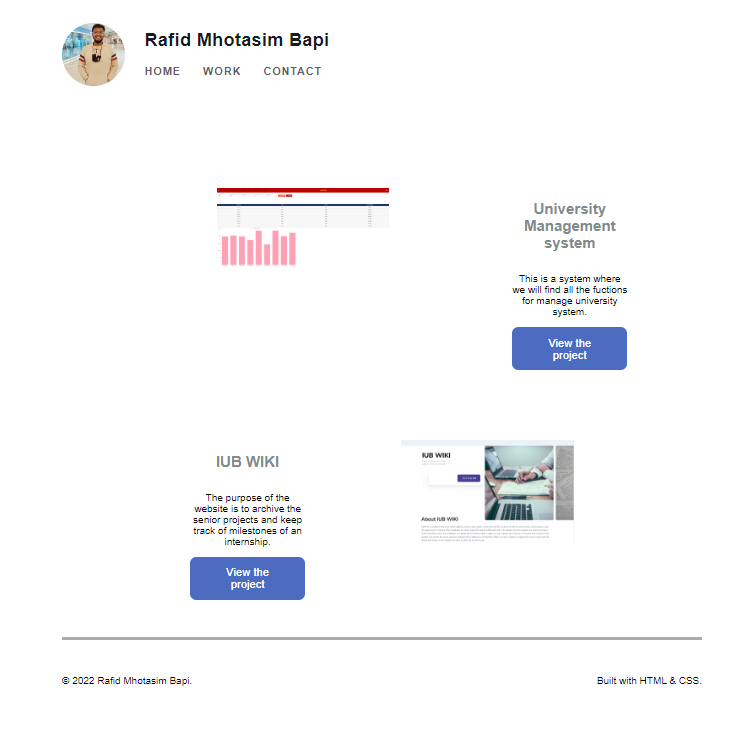 Rafid Mhotasim Bapi
HOME WORK CONTACT
University
Management
system
This is a system where
we will find all the fuctions
for manage university
system.
View the
project
IUB WIKI
The purpose of the
website is to archive the
senior projects and keep
track of milestones of an
internship.
View the
project
IUB WIKI
About IUB WIKI
© 2022 Rafid Mhotasim Bapi.
Built with HTML & CSS.